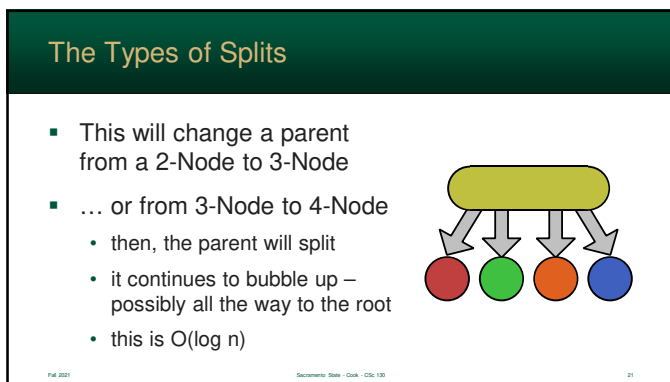 The Types of Splits
▪ This will change a parent
from a 2-Node to 3-Node
▪ … or from 3-Node to 4-Node
• then, the parent will split
• it continues to bubble up –
possibly all the way to the root
• this is O(log n)
Fall 2021
Sacramento State - Cook - CSc 130
21